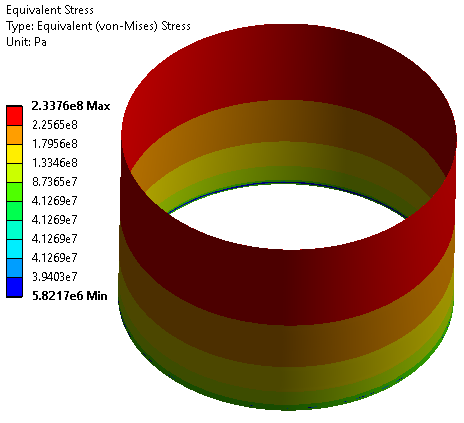 Equivalent Stress
Type: Equivalent (von-Mises) Stress
Unit: Pa
2.3376e8 Max
2.2565e8
1.7956e8
1.3346e8
8.7365e7
4.1269e7
4.1269e7
4.1269e7
4.1269e7
3.9403e7
5.8217e6 Min